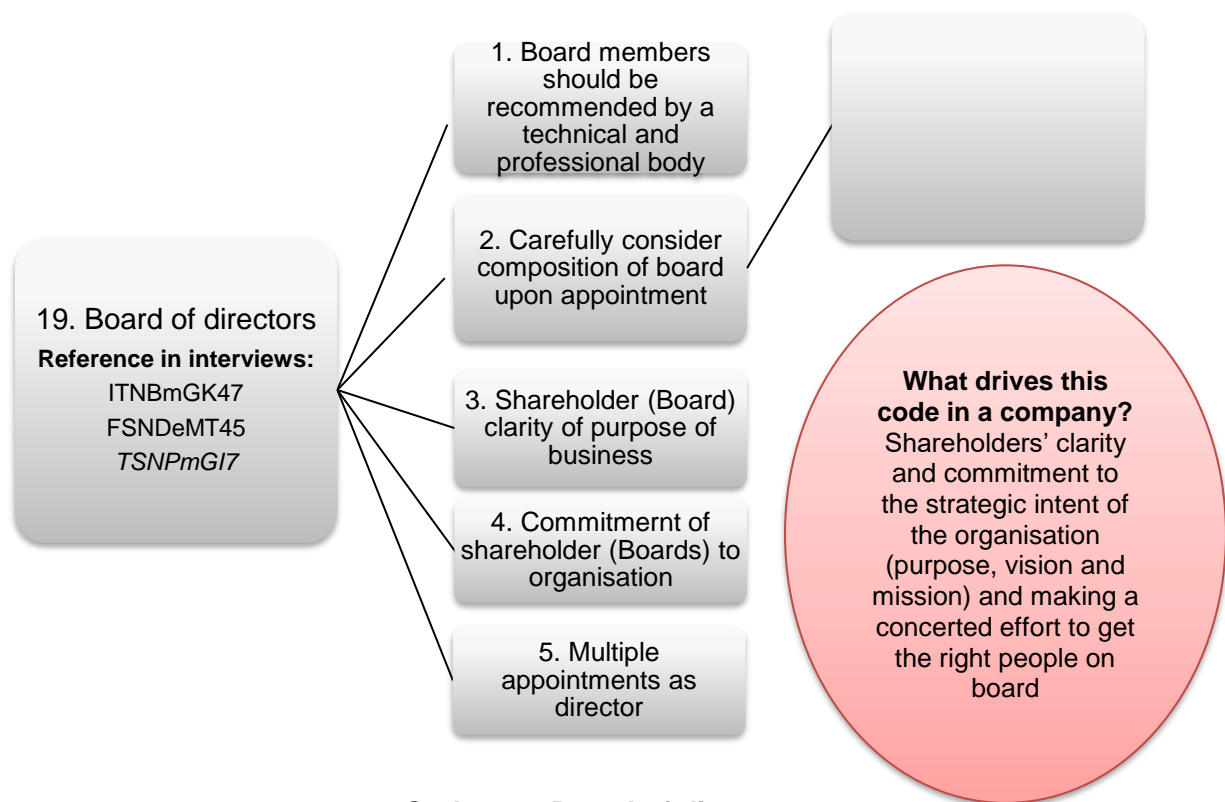 19. Board of directors
Reference in interviews:
ITNBmGK47
FSNDeMT45
TSNPmGI7
1. Board members
should be
recommended by a
technical and
professional body
2. Carefully consider
composition of board
upon appointment
3. Shareholder (Board)
clarity of purpose of
business
4. Commitmernt of
shareholder (Boards) to
organisation
5. Multiple
appointments as
director
What drives this
code in a company?
Shareholders’ clarity
and commitment to
the strategic intent of
the organisation
(purpose, vision and
mission) and making a
concerted effort to get
the right people on
board